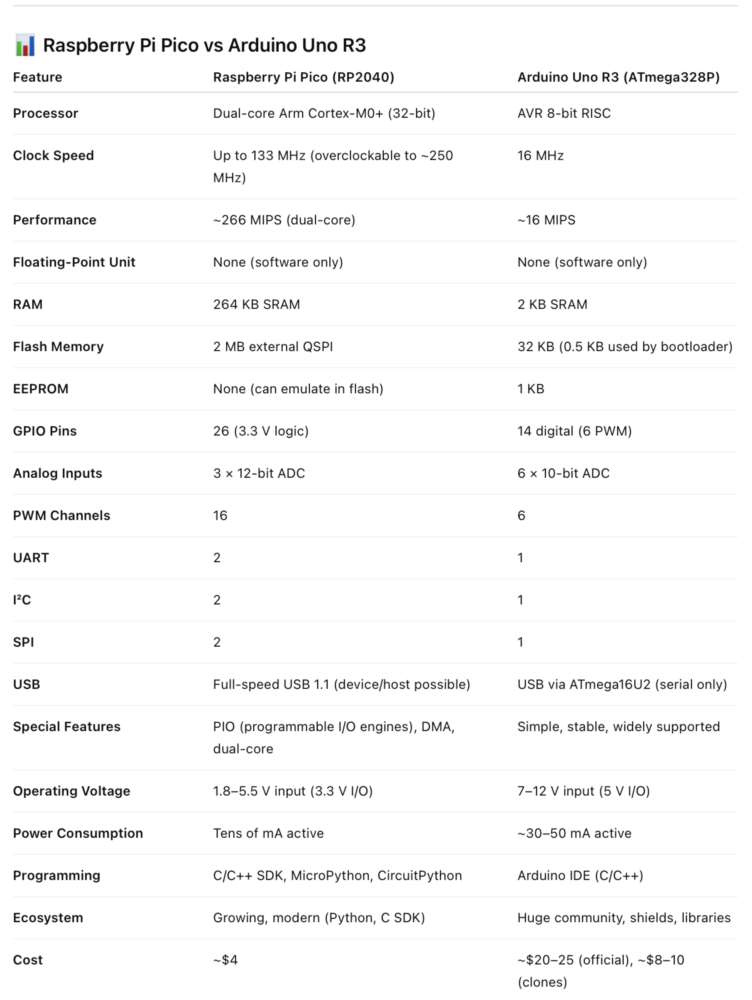 📊 Raspberry Pi Pico vs Arduino Uno R3
Feature Raspberry Pi Pico (RP2040) Arduino Uno R3 (ATmega328P)
Processor Dual-core Arm Cortex-M0+ (32-bit) AVR 8-bit RISC
Clock Speed Up to 133 MHz (overclockable to ~250 16 MHz
MHz)
Performance ~266 MIPS (dual-core) ~16 MIPS
Floating-Point Unit None (software only) None (software only)
RAM 264 KB SRAM 2 KB SRAM
Flash Memory 2 MB external QSPI 32 KB (0.5 KB used by bootloader)
EEPROM None (can emulate in flash) 1 KB
GPIO Pins 26 (3.3 V logic) 14 digital (6 PWM)
Analog Inputs 3 × 12-bit ADC 6 × 10-bit ADC
PWM Channels 16 6
UART 2 1
I²C 2 1
SPI 2 1
USB Full-speed USB 1.1 (device/host possible) USB via ATmega16U2 (serial only)
Special Features PIO (programmable I/O engines), DMA, Simple, stable, widely supported
dual-core
Operating Voltage 1.8–5.5 V input (3.3 V I/O) 7–12 V input (5 V I/O)
Power Consumption Tens of mA active ~30–50 mA active
Programming C/C++ SDK, MicroPython, CircuitPython Arduino IDE (C/C++)
Ecosystem Growing, modern (Python, C SDK) Huge community, shields, libraries
Cost ~$4 ~$20–25 (official), ~$8–10
(clones)